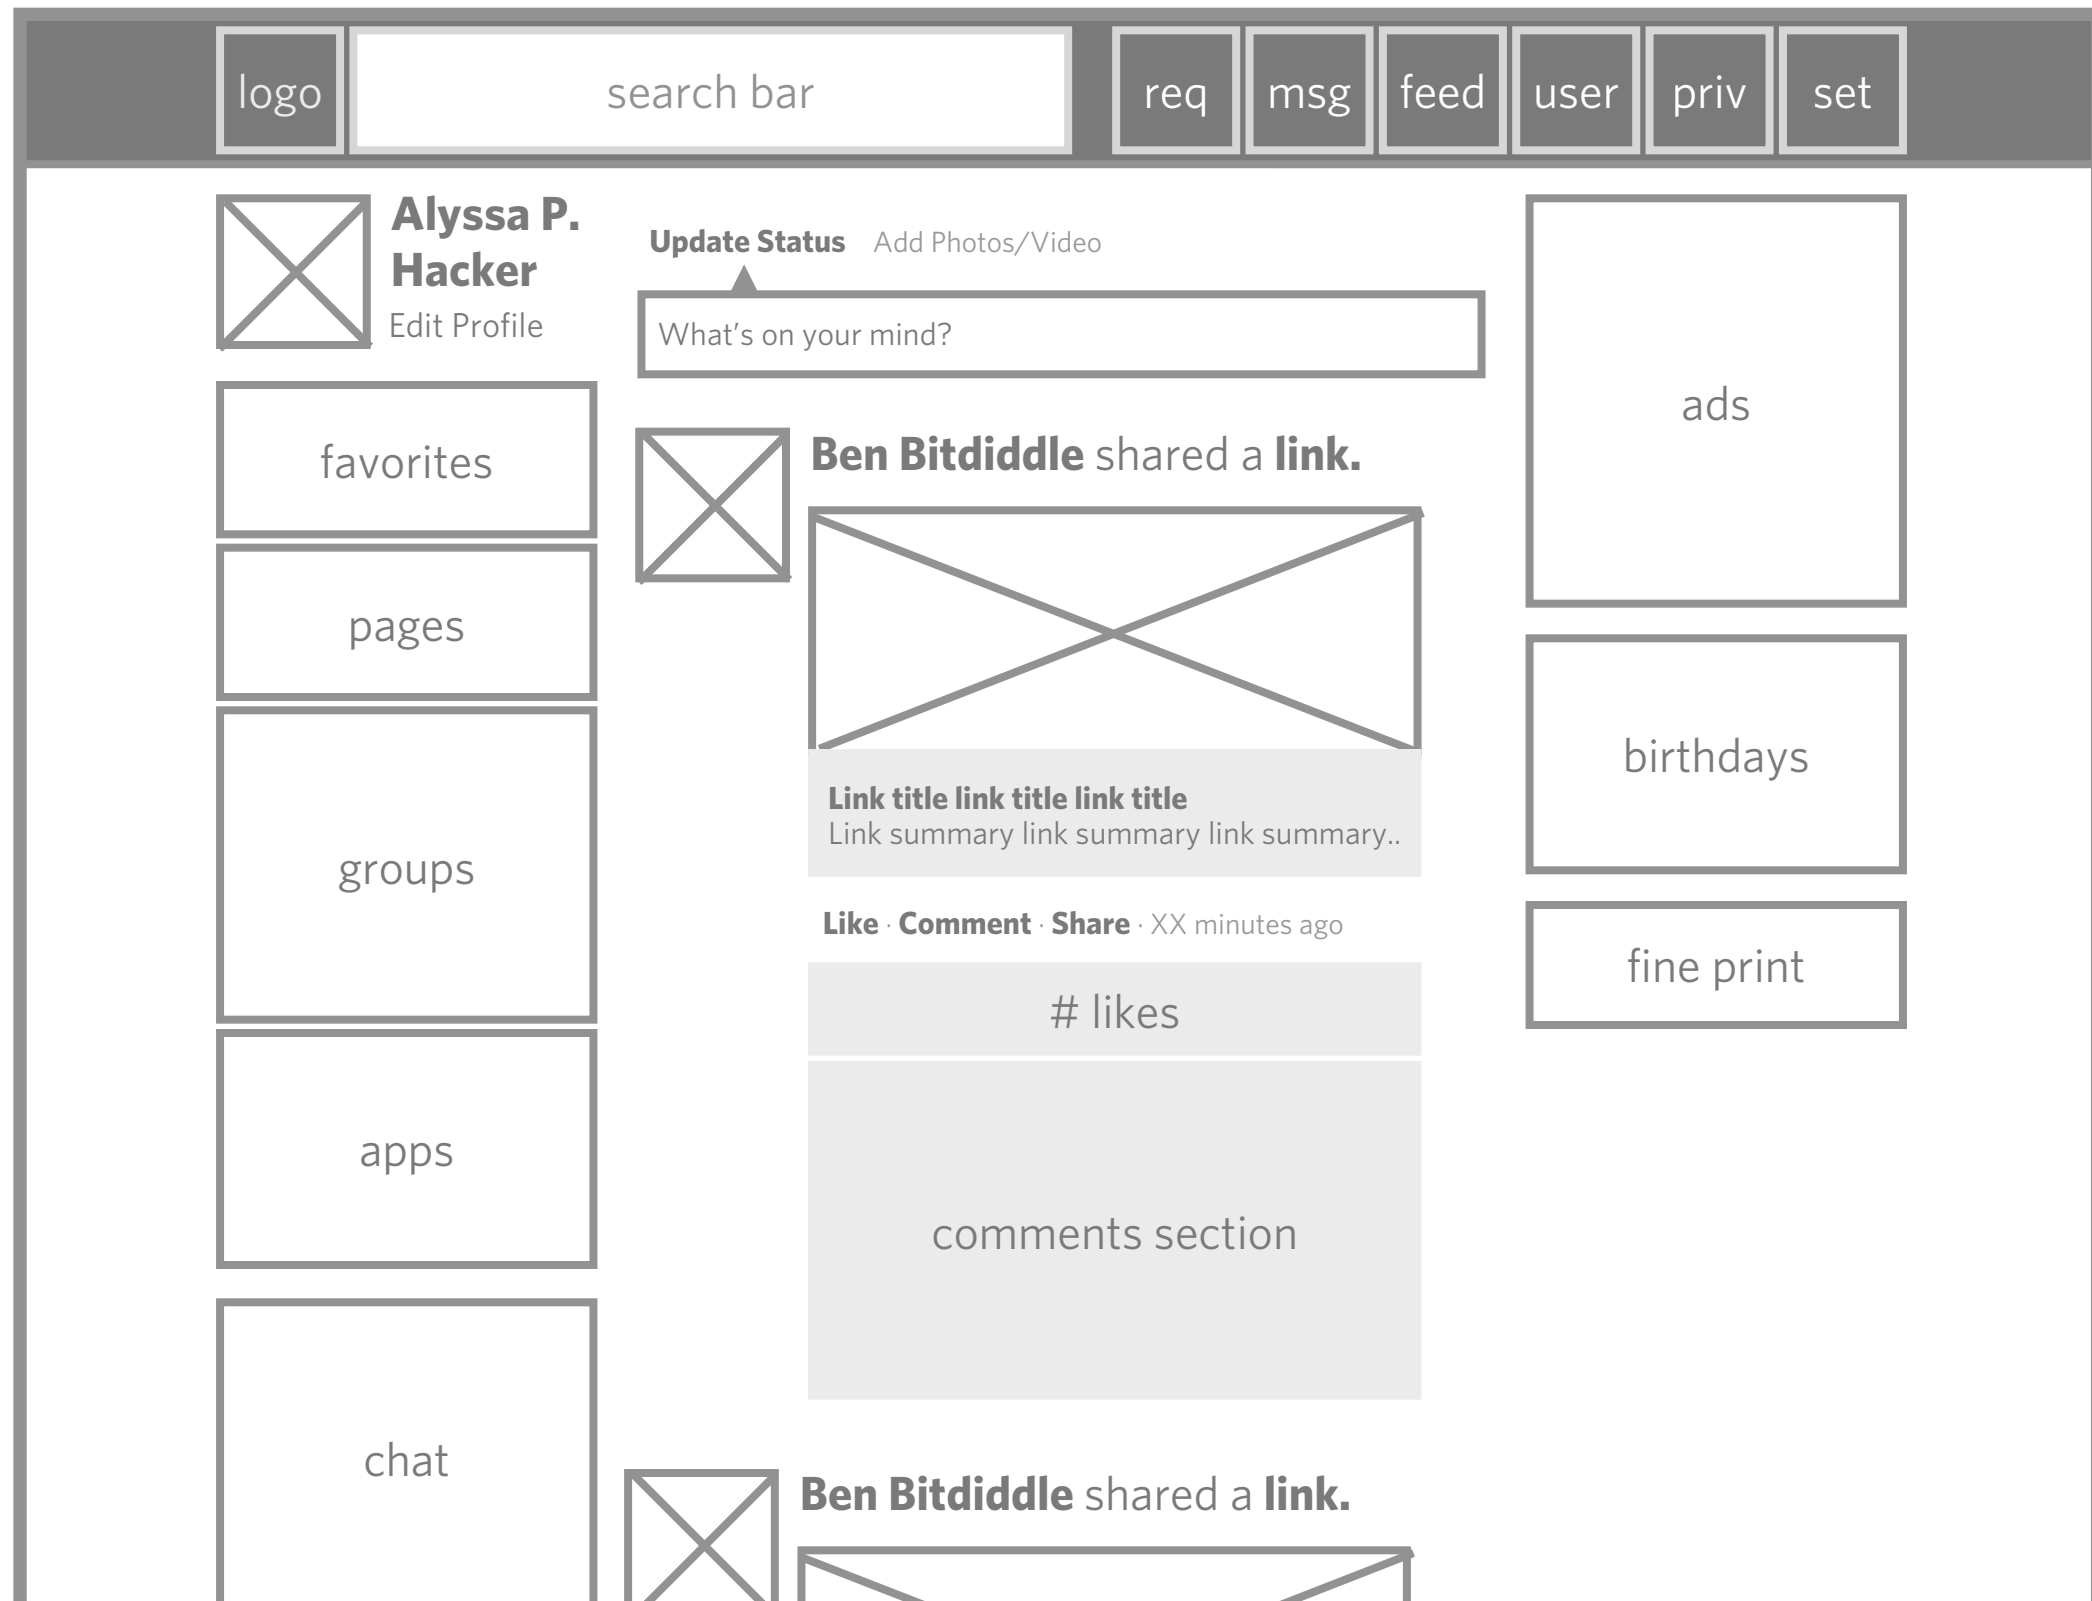 logo
search bar
req
msg
feed
user
priv
set
Alyssa P.
Hacker
Edit Profile
favorites
pages
groups
apps
chat
Update Status Add Photos/Video
What's on your mind?
Ben Bitdiddle shared a link.
Link title link title link title
Link summary link summary link summary..
Like · Comment · Share · XX minutes ago
# likes
comments section
Ben Bitdiddle shared a link.
ads
birthdays
fine print